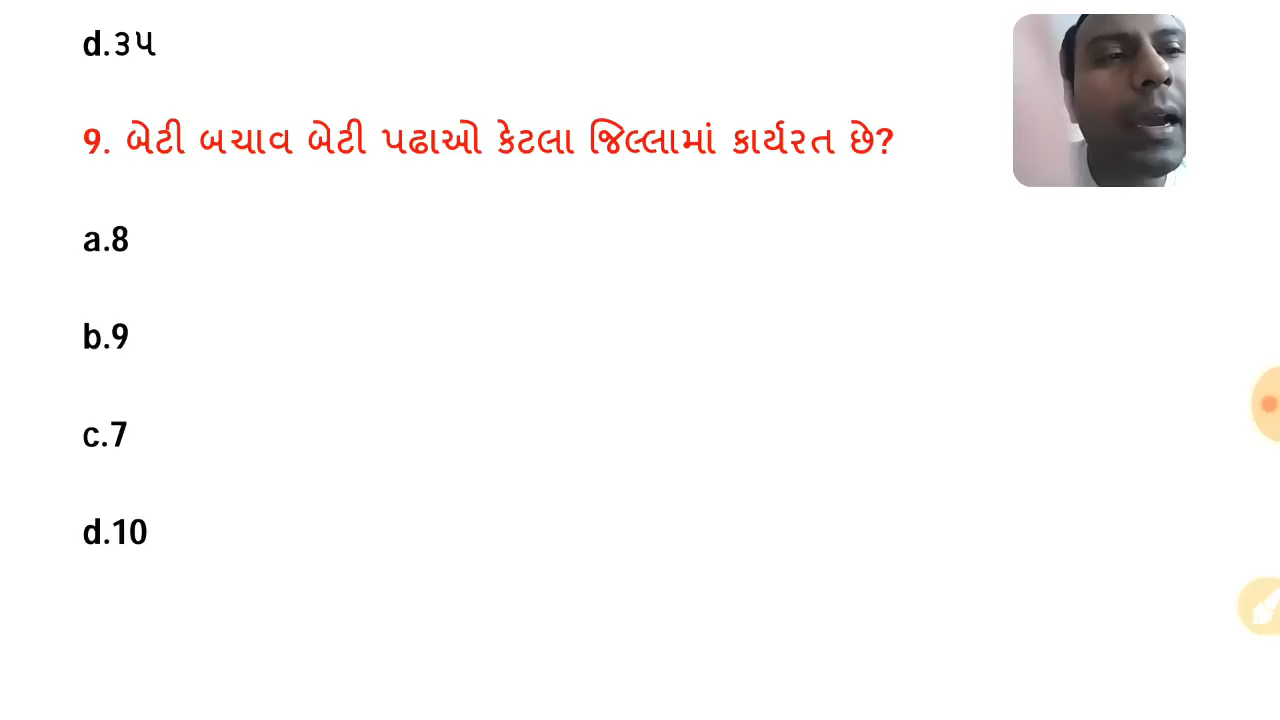 d.૩૫
9. બેટી બચાવ બેટી પઢાઓ કેટલા જિલ્લામાં કાર્યરત છે?
a.8
b.9
c.7
d.10